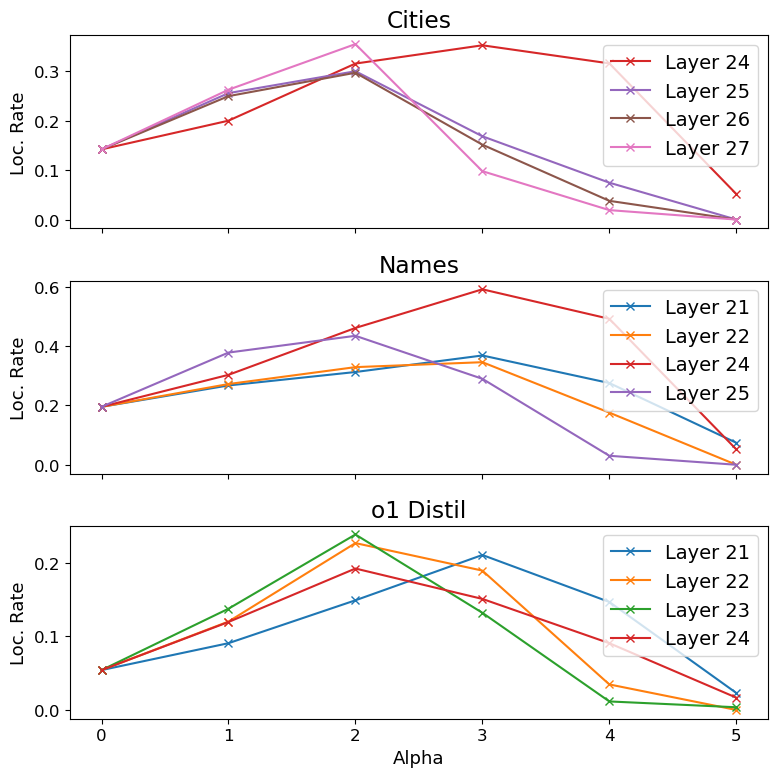 Cities
Loc. Rate
0.3
0.2
0.1
0.0
Layer 24
Layer 25
Layer 26
Layer 27
Names
Loc. Rate
0.6
0.4
0.2
0.0
Layer 21
Layer 22
Layer 24
Layer 25
o1 Distil
Loc. Rate
0.2
0.1
0.0
Layer 21
Layer 22
Layer 23
Layer 24
0 1 2 3 4 5
Alpha